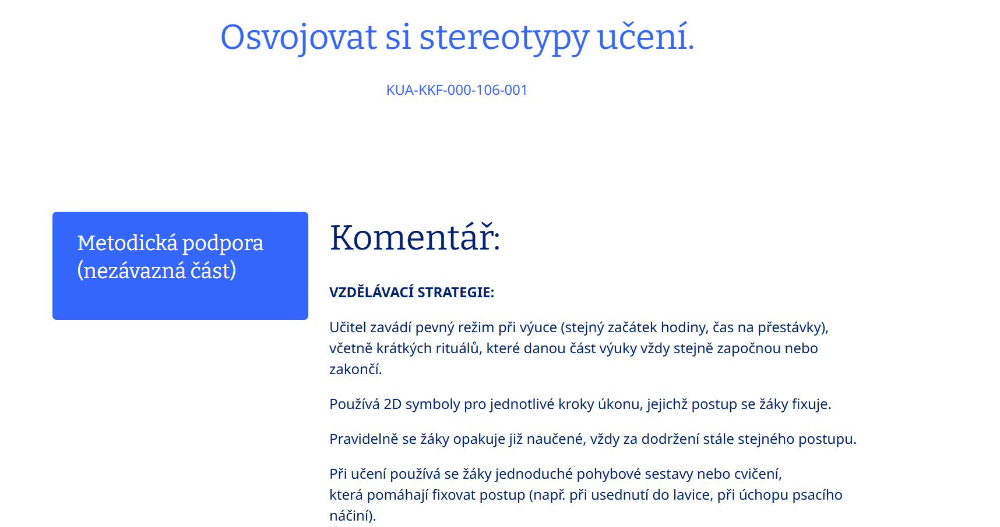 Osvojovat si stereotypy učení.
KUA-KKF-000-106-001
Metodická podpora
(nezávazná část)
Komentář:
VZDĚLÁVACÍ STRATEGIE:
Učitel zavádí pevný režim při výuce (stejný začátek hodiny, čas na přestávky),
včetně krátkých rituálů, které danou část výuky vždy stejně započnou nebo
zakončí.
Používá 2D symboly pro jednotlivé kroky úkonu, jejichž postup se žáky fixuje.
Pravidelně se žáky opakuje již naučené, vždy za dodržení stále stejného postupu.
Při učení používá se žáky jednoduché pohybové sestavy nebo cvičení,
která pomáhají fixovat postup (např. při usednutí do lavice, při úchopu psacího
náčiní).